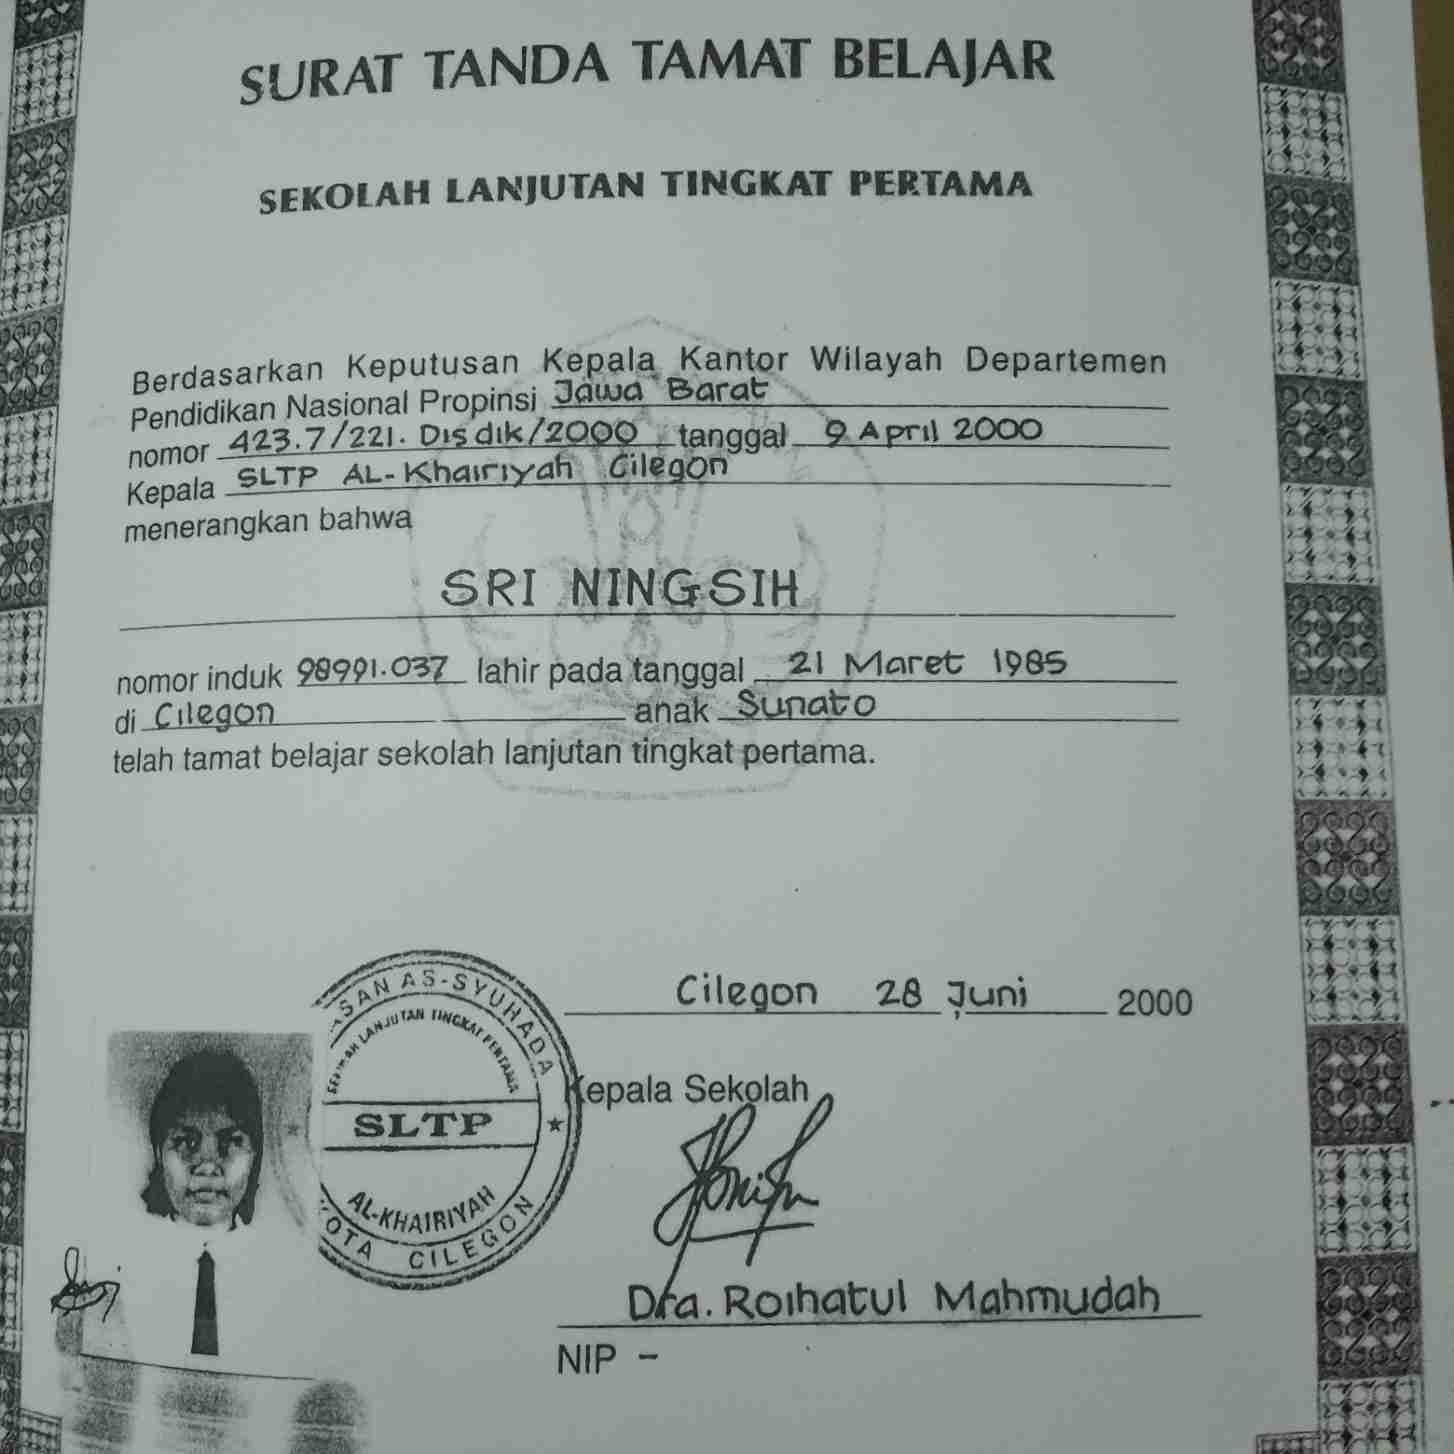 SURAT TANDA TAMAT BELAJAR
SEKOLAH LANJUTAN TINGKAT PERTAMA
Berdasarkan Keputusan Kepala Kantor Wilayah Departemen
Pendidikan Nasional Propinsi Jawa Barat
nomor 423.7/221. Disdik/2000 tanggal 9 April 2000
Kepala SLTP AL-Khairiyah Cilegon
menerangkan bahwa
SRI NINGSIH
nomor induk 98991.037 lahir pada tanggal 21 Maret 1985
di Cilegon anak Sunato
telah tamat belajar sekolah lanjutan tingkat pertama.
Cilegon 28 Juni 2000
Kepala Sekolah
Dra. Roihatul Mahmudah
NIP -
AS-SYUHADA
LANJUTAN TINGKAT PERTAMA
SLTP
AL-KHAIRIYAH
KOTA CILEGON